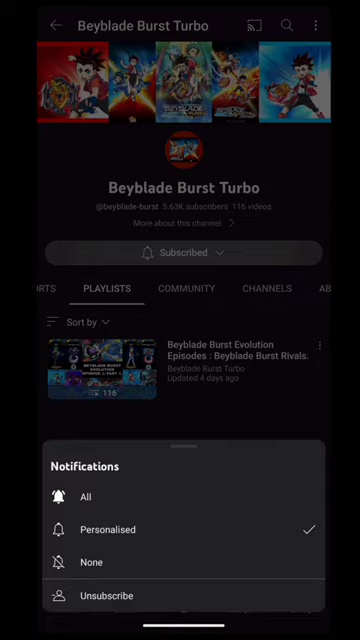 Beyblade Burst Turbo
Beyblade Burst Turbo
@beyblade-burst 5.63K subscribers 116 videos
More about this channel
Subscribed
ORTS PLAYLISTS COMMUNITY CHANNELS AB
Sort by
Beyblade Burst Evolution
Episodes : Beyblade Burst Rivals.
Beyblade Burst Turbo
Updated 4 days ago
116
Notifications
All
Personalised
None
Unsubscribe